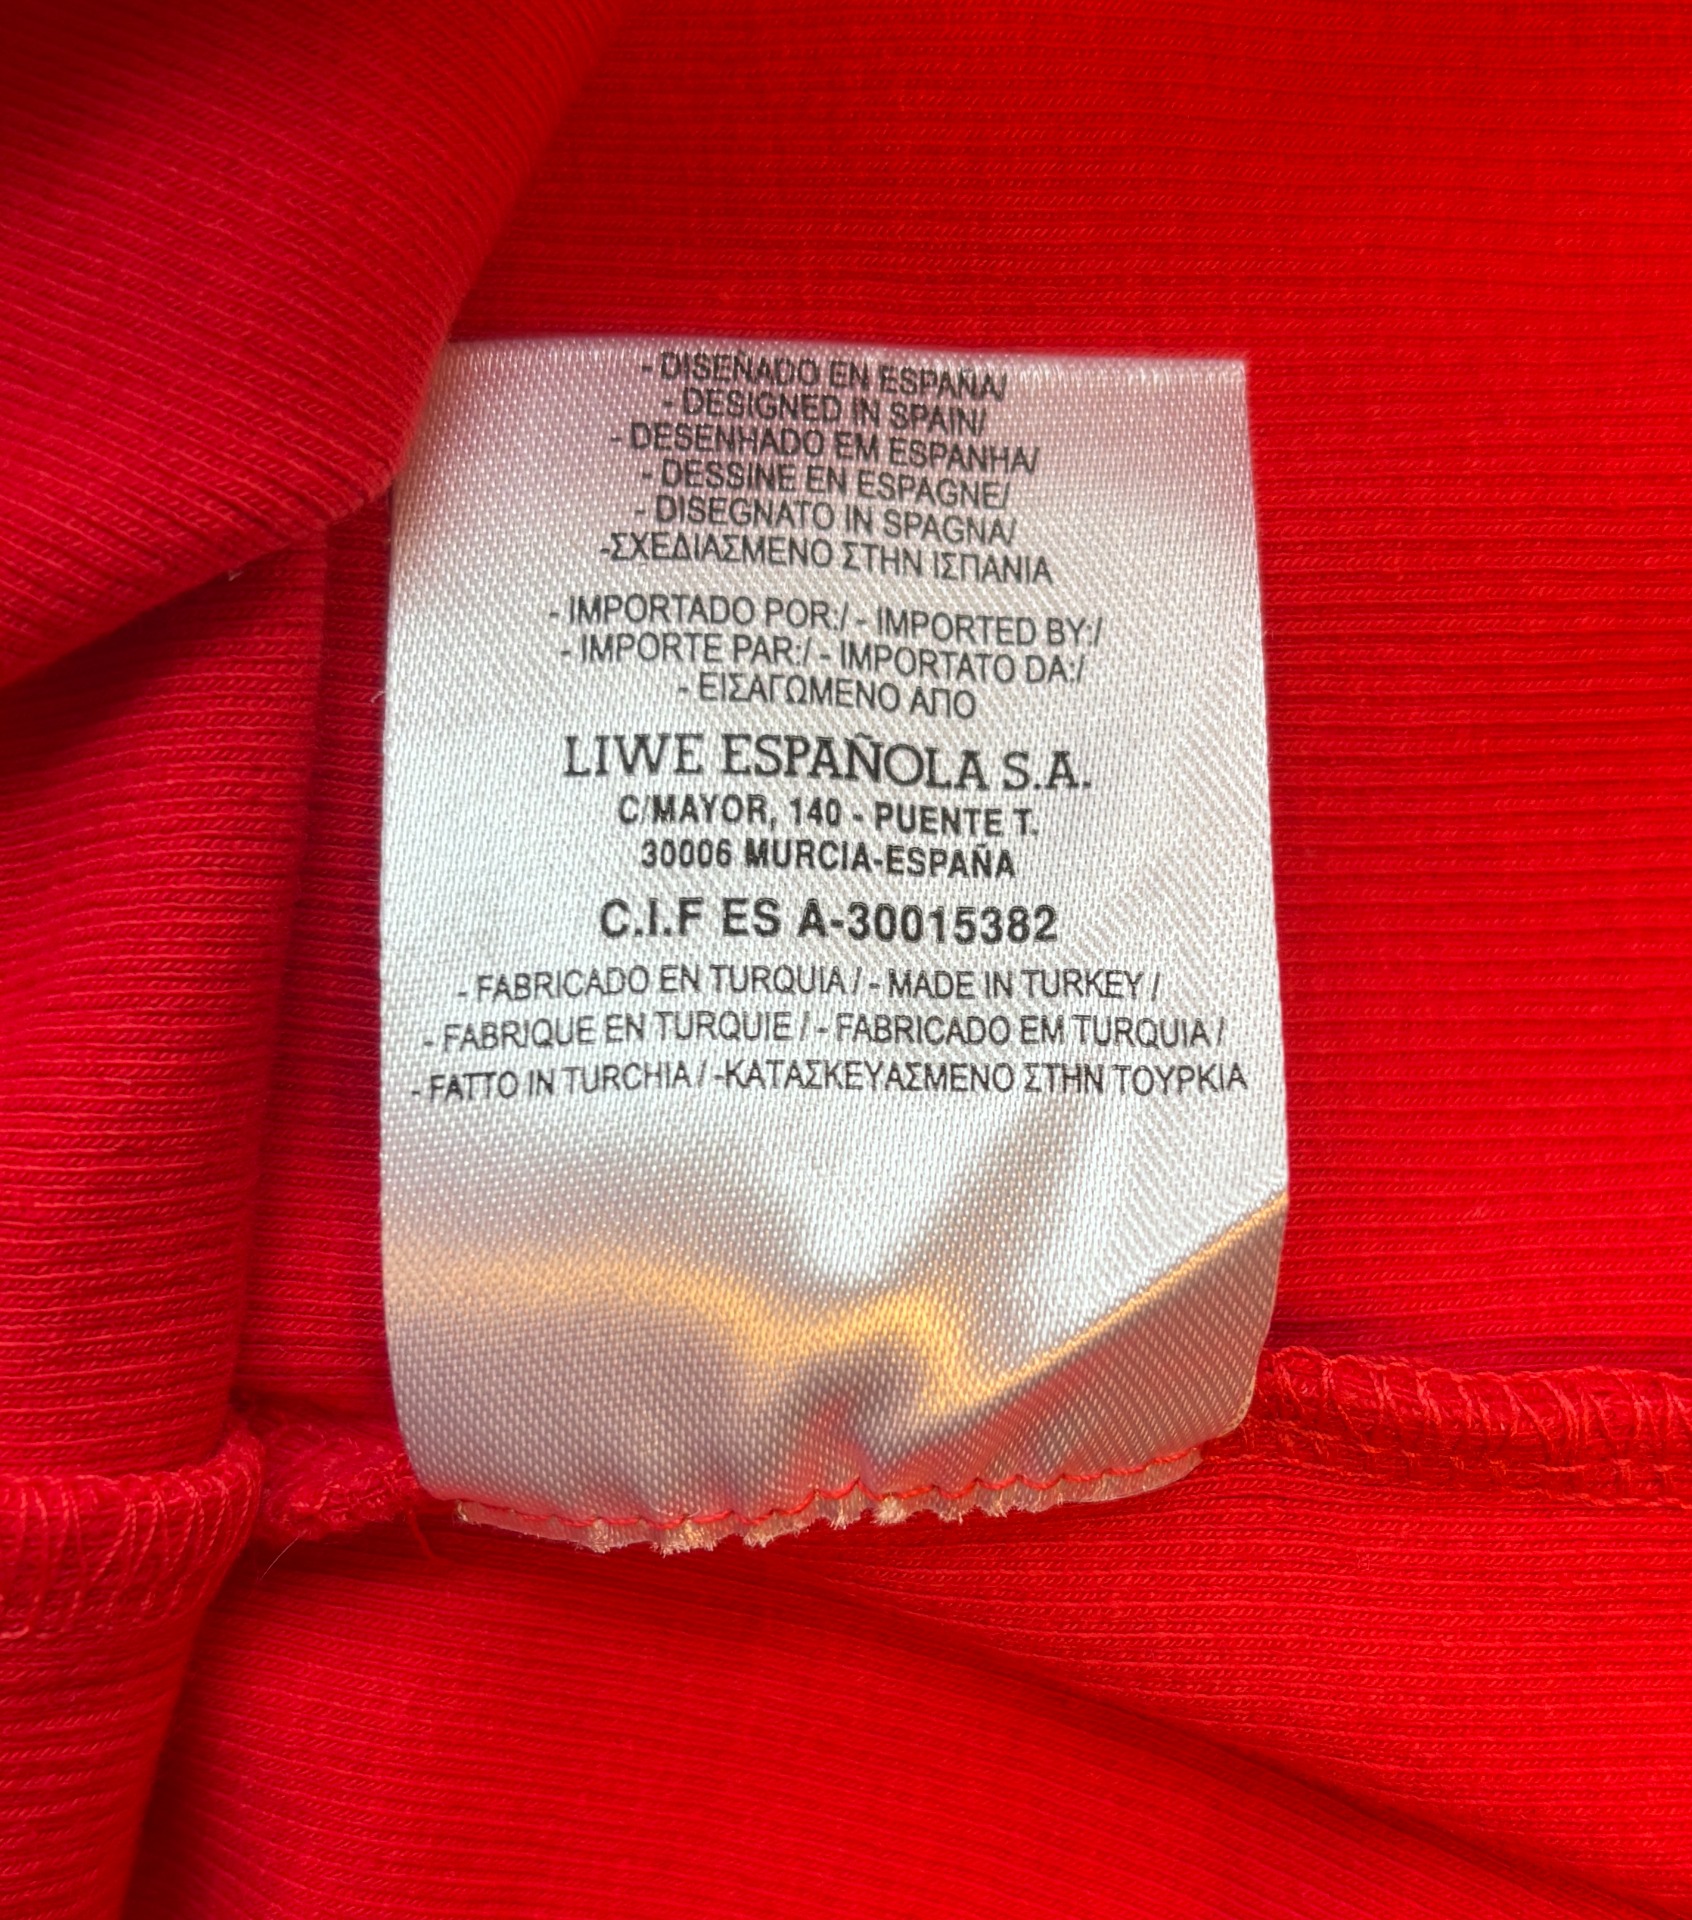 - DISEÑADO EN ESPAÑA/
- DESIGNED IN SPAIN/
- DESENHADO EM ESPANHA/
- DESSINE EN ESPAGNE/
- DISEGNATO IN SPAGNA/
-ΣΧΕΔΙΑΣΜΕΝΟ ΣΤΗΝ ΙΣΠΑΝΙΑ
- IMPORTADO POR:/ - IMPORTED BY:/
- IMPORTE PAR:/ - IMPORTATO DA:/
- ΕΙΣΑΓΩΜΕΝΟ ΑΠΟ
LIWE ESPAÑOLA S.A.
C/MAYOR, 140 - PUENTE T.
30006 MURCIA-ESPAÑA
C.I.F ES A-30015382
- FABRICADO EN TURQUIA / - MADE IN TURKEY /
- FABRIQUE EN TURQUIE / - FABRICADO EM TURQUIA /
- FATTO IN TURCHIA / -ΚΑΤΑΣΚΕΥΑΣΜΕΝΟ ΣΤΗΝ ΤΟΥΡΚΙΑ